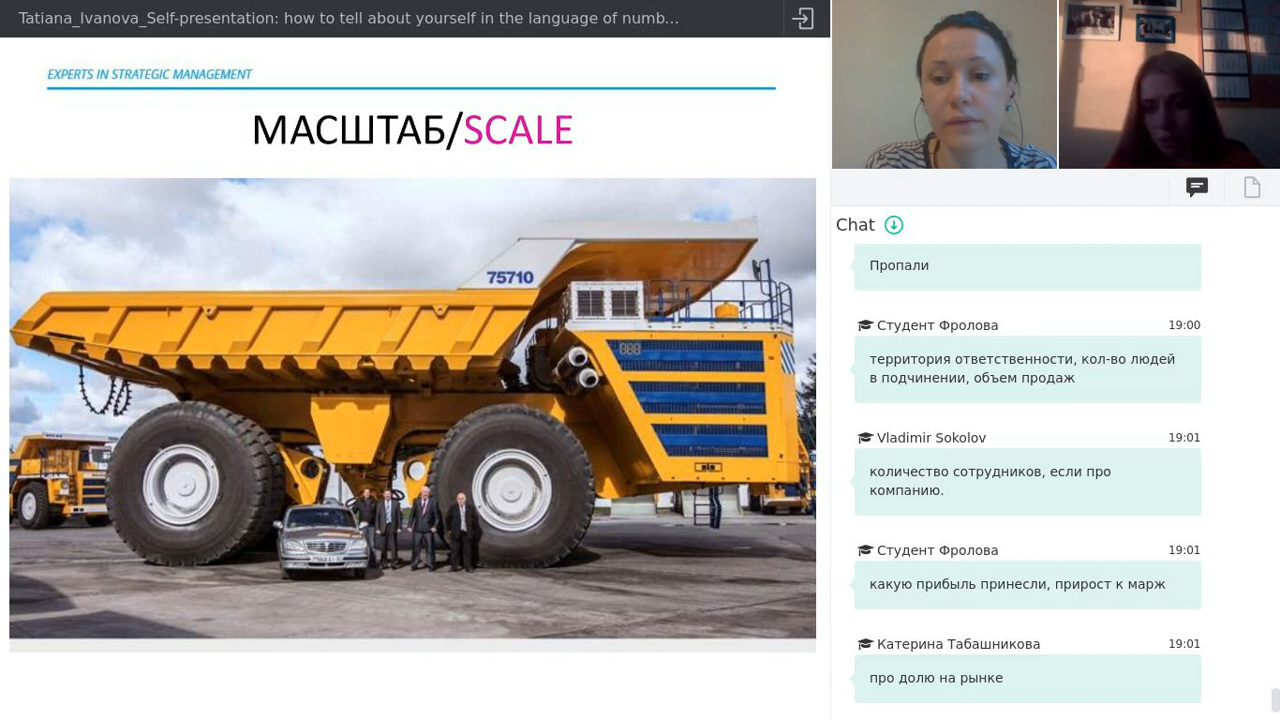 Tatiana_Ivanova_Self-presentation: how to tell about yourself in the language of numb...
EXPERTS IN STRATEGIC MANAGEMENT
МАСШТАБ/SCALE
75710
888
Chat
Пропали
Студент Фролова 19:00
территория ответственности, кол-во людей
в подчинении, объем продаж
Vladimir Sokolov 19:01
количество сотрудников, если про
компанию.
Студент Фролова 19:01
какую прибыль принесли, прирост к марж
Катерина Табашникова 19:01
про долю на рынке